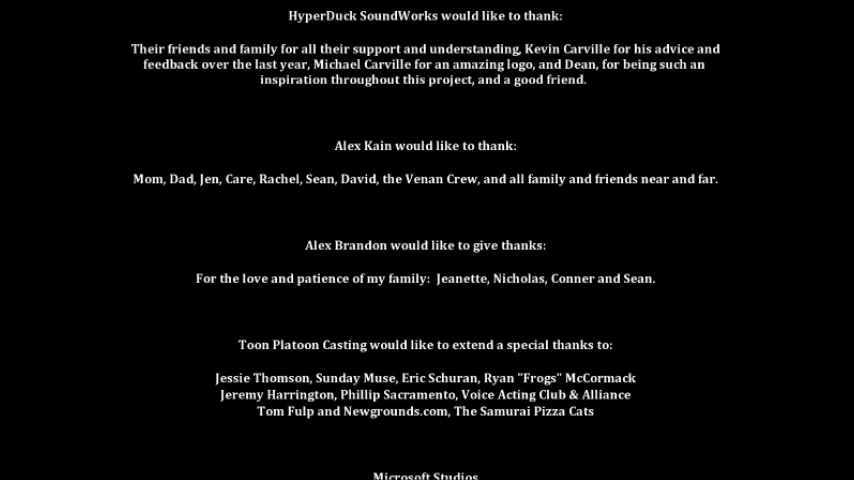 HyperDuck SoundWorks would like to thank:
Their friends and family for all their support and understanding, Kevin Carville for his advice and
feedback over the last year, Michael Carville for an amazing logo, and Dean, for being such an
inspiration throughout this project, and a good friend.
Alex Kain would like to thank:
Mom, Dad, Jen, Care, Rachel, Sean, David, the Venan Crew, and all family and friends near and far.
Alex Brandon would like to give thanks:
For the love and patience of my family:  Jeanette, Nicholas, Conner and Sean.
Toon Platoon Casting would like to extend a special thanks to:
Jessie Thomson, Sunday Muse, Eric Schuran, Ryan "Frogs" McCormack
Jeremy Harrington, Phillip Sacramento, Voice Acting Club & Alliance
Tom Fulp and Newgrounds.com, The Samurai Pizza Cats
Microsoft Studios